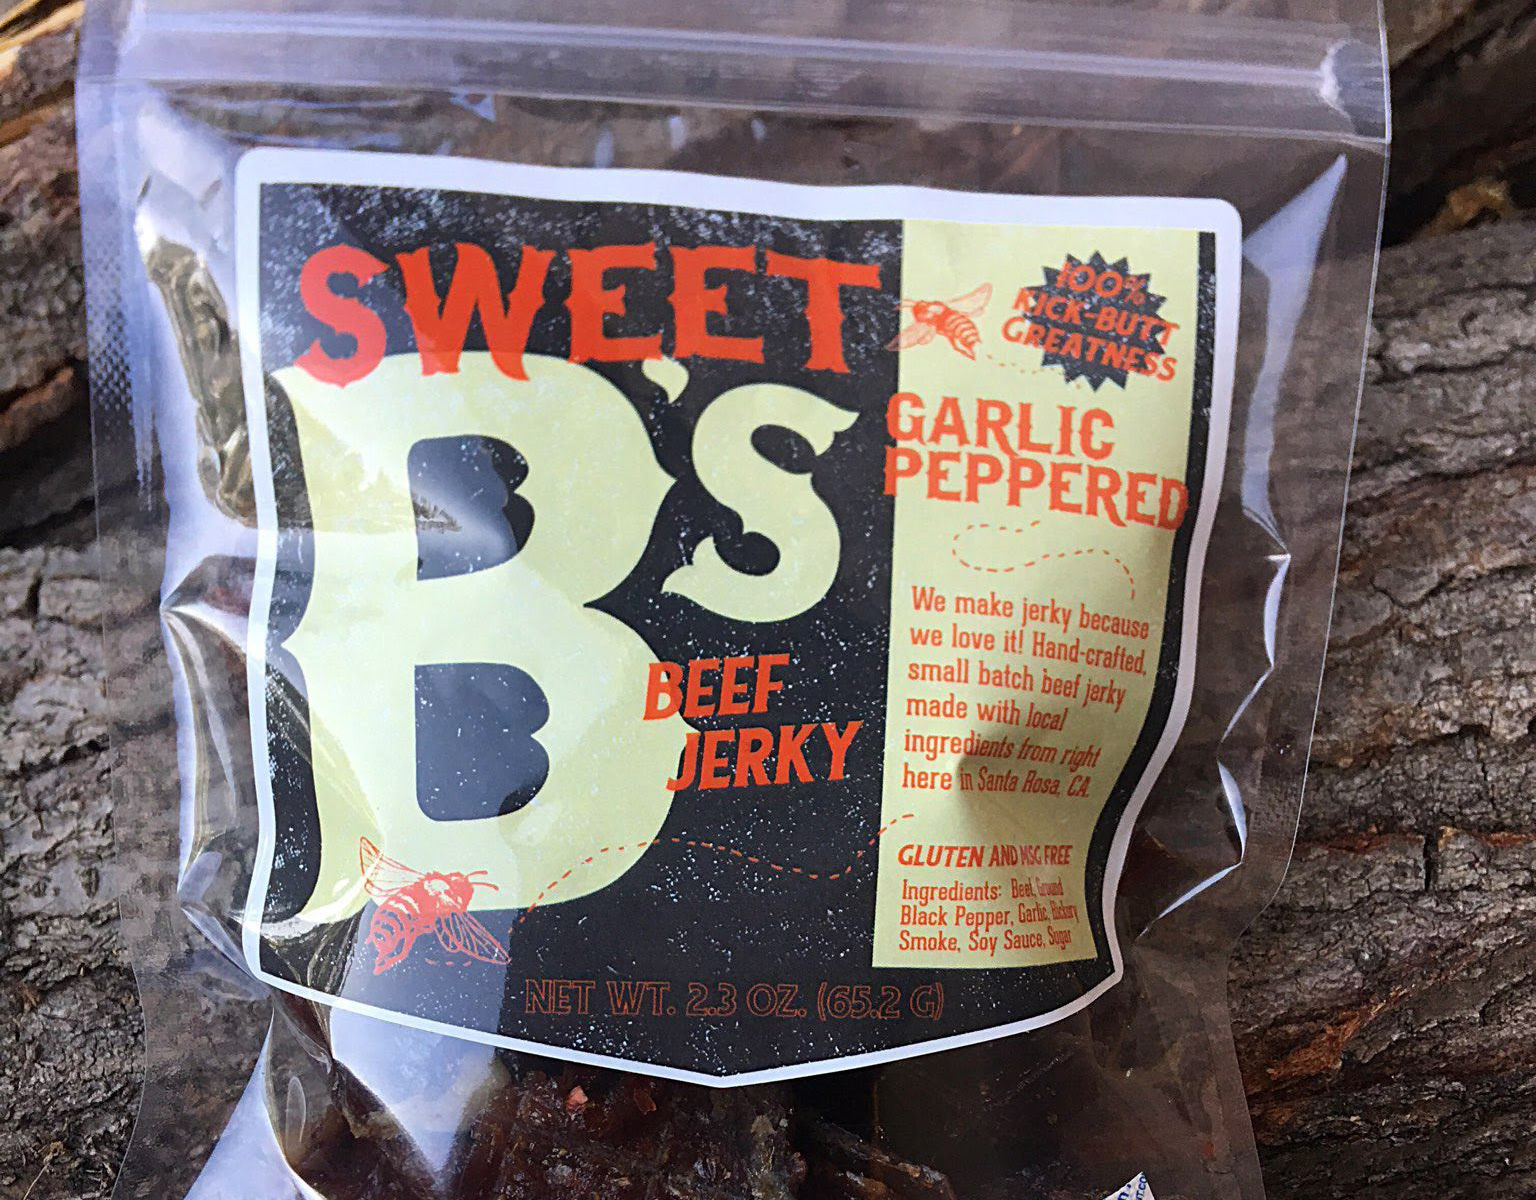 SWEET
B's
BEEF
JERKY
NET WT. 2.3 OZ. (65.2 G)
100%
KICK-BUTT
GREATNESS
GARLIC
PEPPERED
We make jerky because
we love it! Hand-crafted,
small batch beef jerky
made with local
ingredients from right
here in Santa Rosa, CA.
GLUTEN AND MSG FREE
Ingredients: Beef, Ground
Black Pepper, Garlic, Hickory
Smoke, Soy Sauce, Sugar